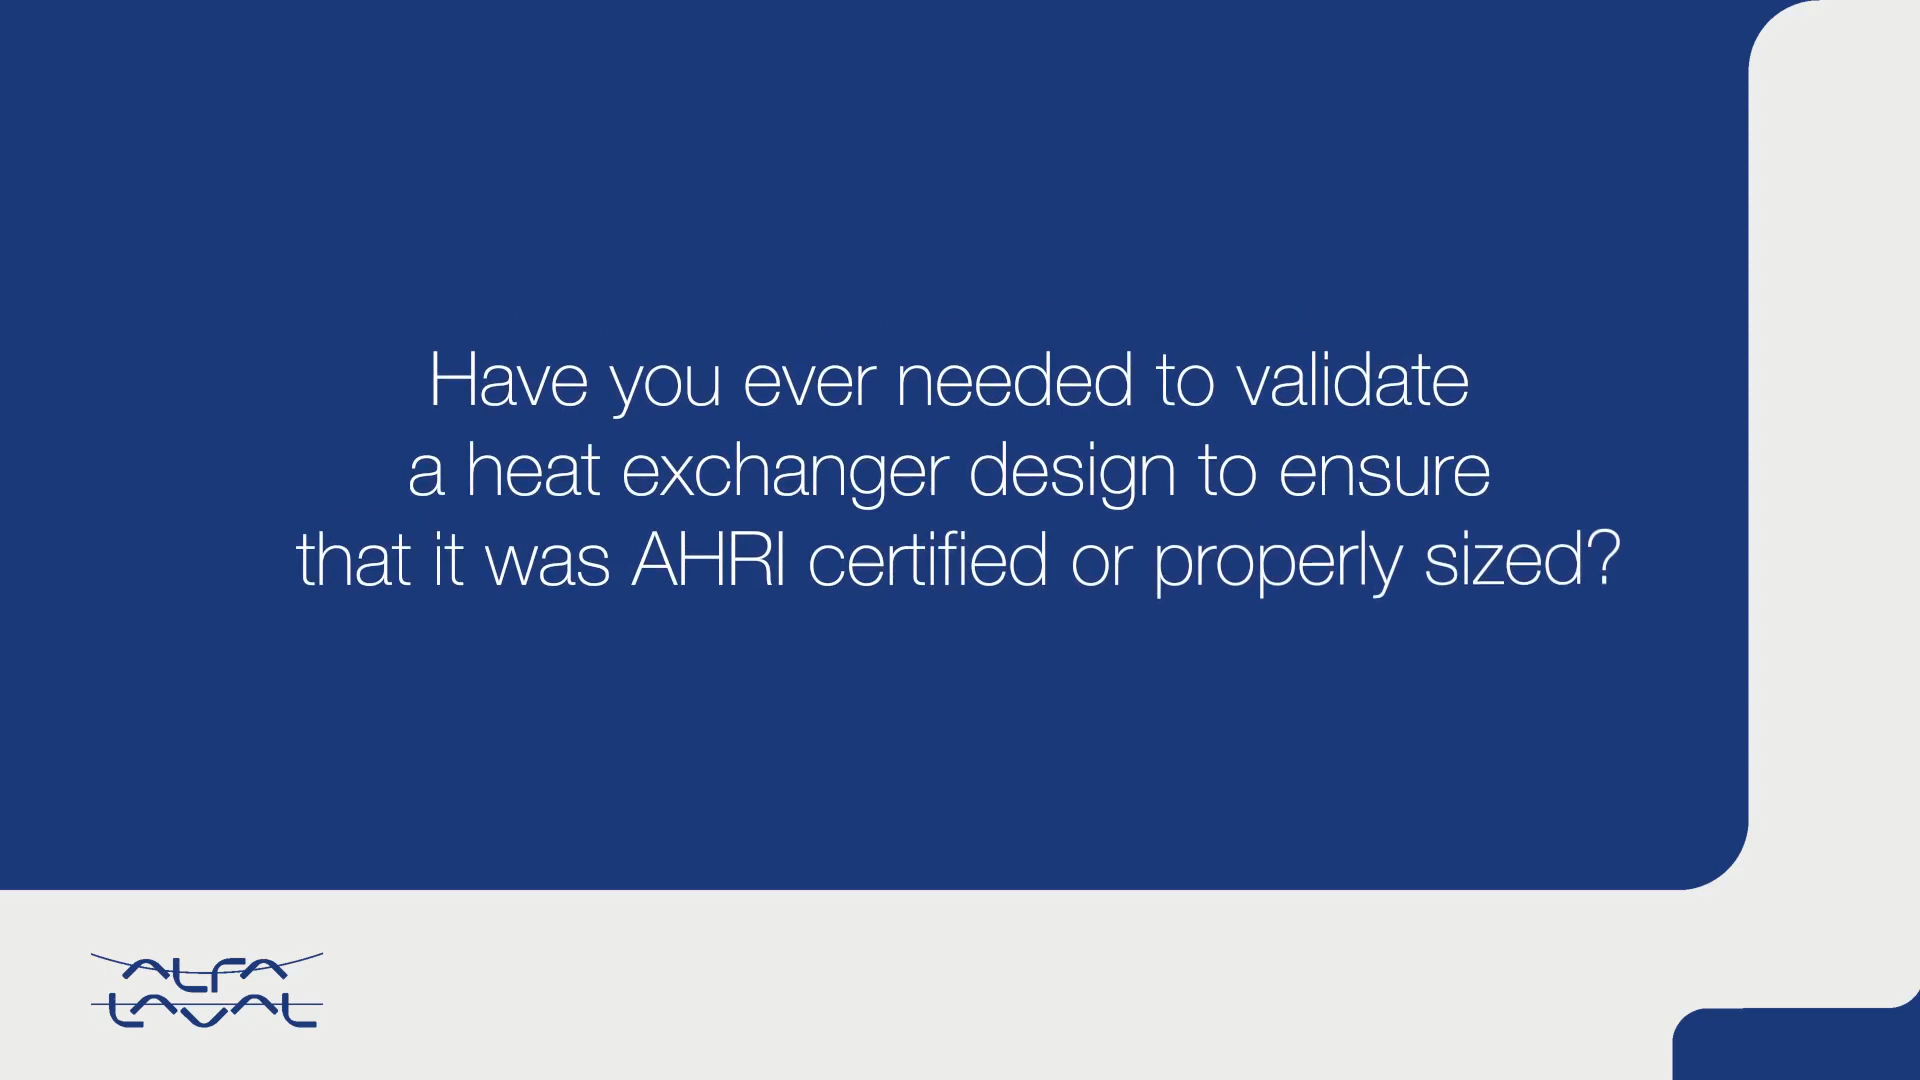 Have you ever needed to validate
a heat exchanger design to ensure
that it was AHRI certified or properly sized?
ALFA
LAVAL